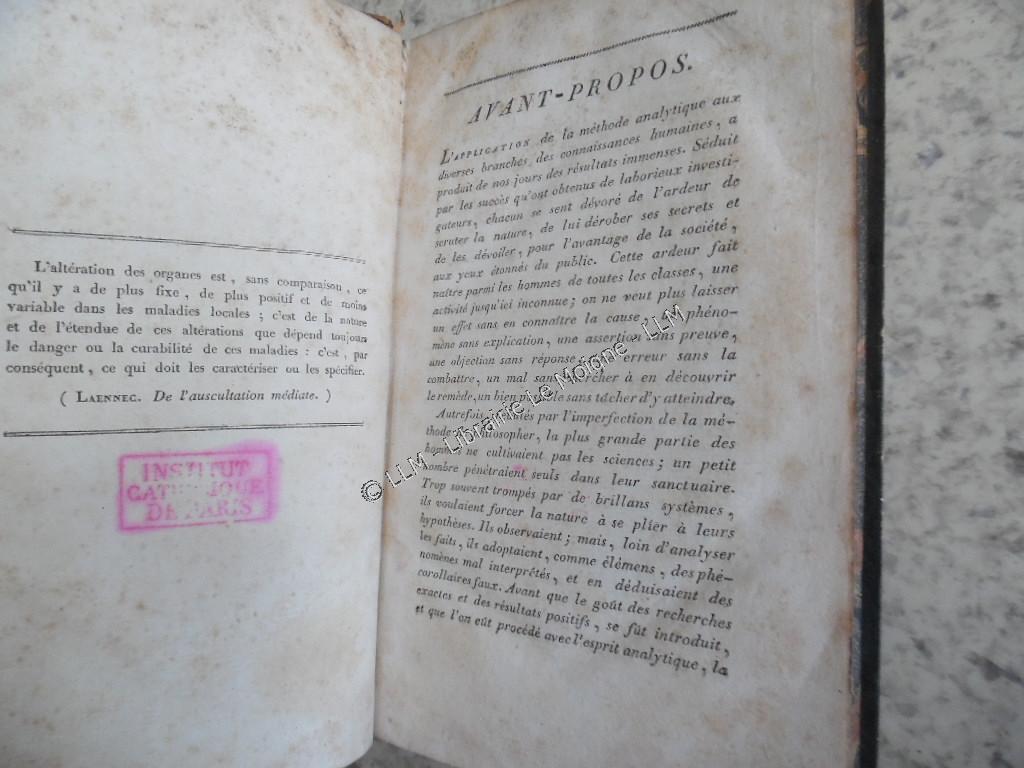 L'altération des organes est, sans comparaison, ce
qu'il y a de plus fixe, de plus positif et de moins
variable dans les maladies locales; c'est de la nature
et de l'étendue de ces altérations que dépend toujours
le danger ou la curabilité de ces maladies: c'est, par
conséquent, ce qui doit les caractériser ou les spécifier.
( LAENNEC. De l'auscultation médiate. )
INSTITUT
CATHOLIQUE
DE PARIS
AVANT-PROPOS.
L'APPLICATION de la méthode analytique aux
diverses branches des connaissances humaines, a
produit de nos jours des résultats immenses. Séduit
par les succès qu'ont obtenus de laborieux investi-
gateurs, chacun se sent dévoré de l'ardeur de
scruter la nature, de lui dérober ses secrets et
de les dévoiler, pour l'avantage de la société,
aux yeux étonnés du public. Cette ardeur fait
naître parmi les hommes de toutes les classes, une
activité jusqu'ici inconnue; on ne veut plus laisser
un effet sans en connaître la cause, un phéno-
mène sans explication, une assertion sans preuve,
une objection sans réponse, une erreur sans la
combattre, un mal sans chercher à en découvrir
le remède, un bien possible sans tâcher d'y atteindre.
Autrefois, par l'imperfection de la mé-
thode de philosopher, la plus grande partie des
hommes ne cultivaient pas les sciences; un petit
nombre pénétraient seuls dans leur sanctuaire.
Trop souvent trompés par de brillans systèmes,
ils voulaient forcer la nature à se plier à leurs
hypothèses. Ils observaient; mais, loin d'analyser
les faits, ils adoptaient, comme élémens, des phé-
nomènes mal interprêtés, et en déduisaient des
corollaires faux. Avant que le goût des recherches
exactes et des résultats positifs, se fût introduit,
et que l'on eût procédé avec l'esprit analytique, la
© LLM - Librairie Le Moigne - LLM